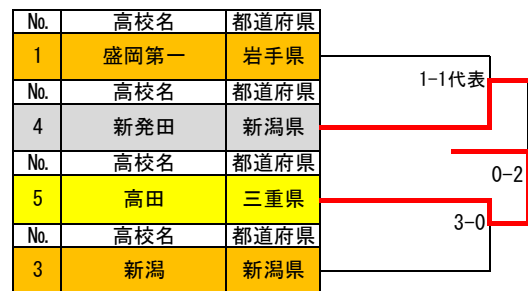 No. 高校名 都道府県
1 盛岡第一 岩手県
1-1代表
No. 高校名 都道府県
4 新発田 新潟県
No. 高校名 都道府県
0-2
5 高田 三重県
3-0
No. 高校名 都道府県
3 新潟 新潟県